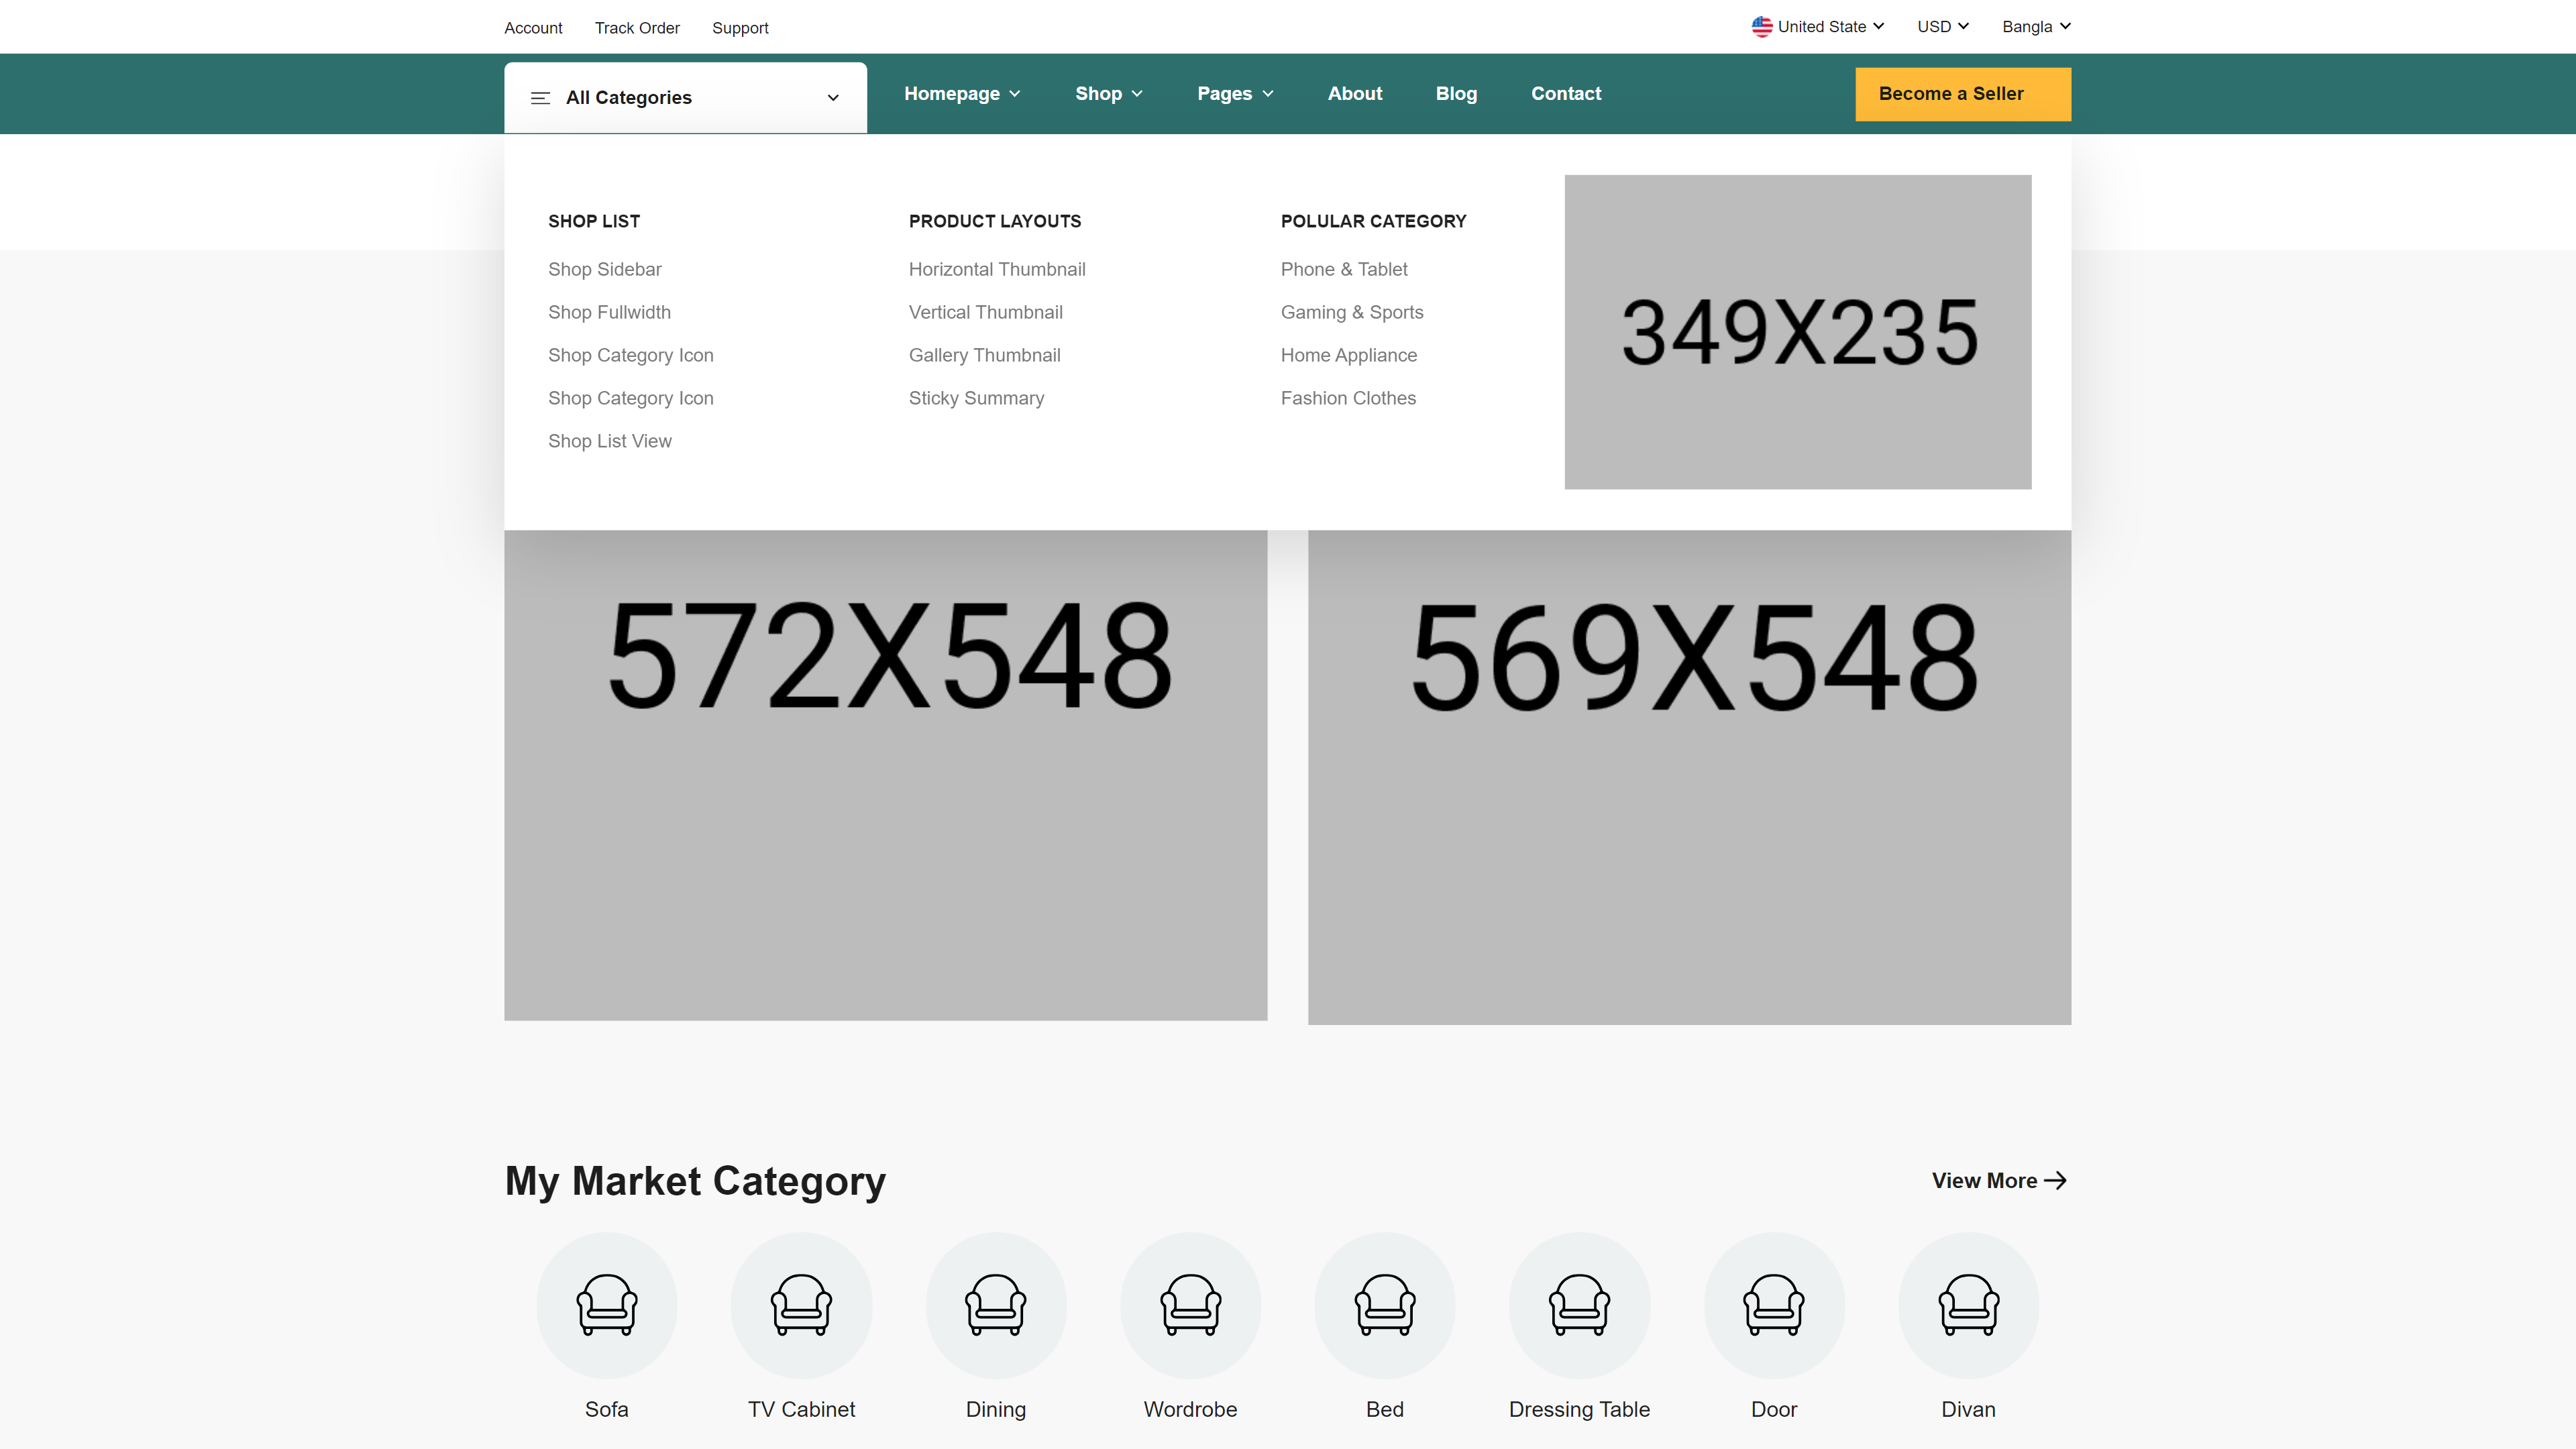 Account Track Order Support United State USD Bangla
All Categories Homepage Shop Pages About Blog Contact Become a Seller
SHOP LIST
Shop Sidebar
Shop Fullwidth
Shop Category Icon
Shop Category Icon
Shop List View
PRODUCT LAYOUTS
Horizontal Thumbnail
Vertical Thumbnail
Gallery Thumbnail
Sticky Summary
POLULAR CATEGORY
Phone & Tablet
Gaming & Sports
Home Appliance
Fashion Clothes
349X235
572X548
569X548
My Market Category View More
Sofa TV Cabinet Dining Wordrobe Bed Dressing Table Door Divan